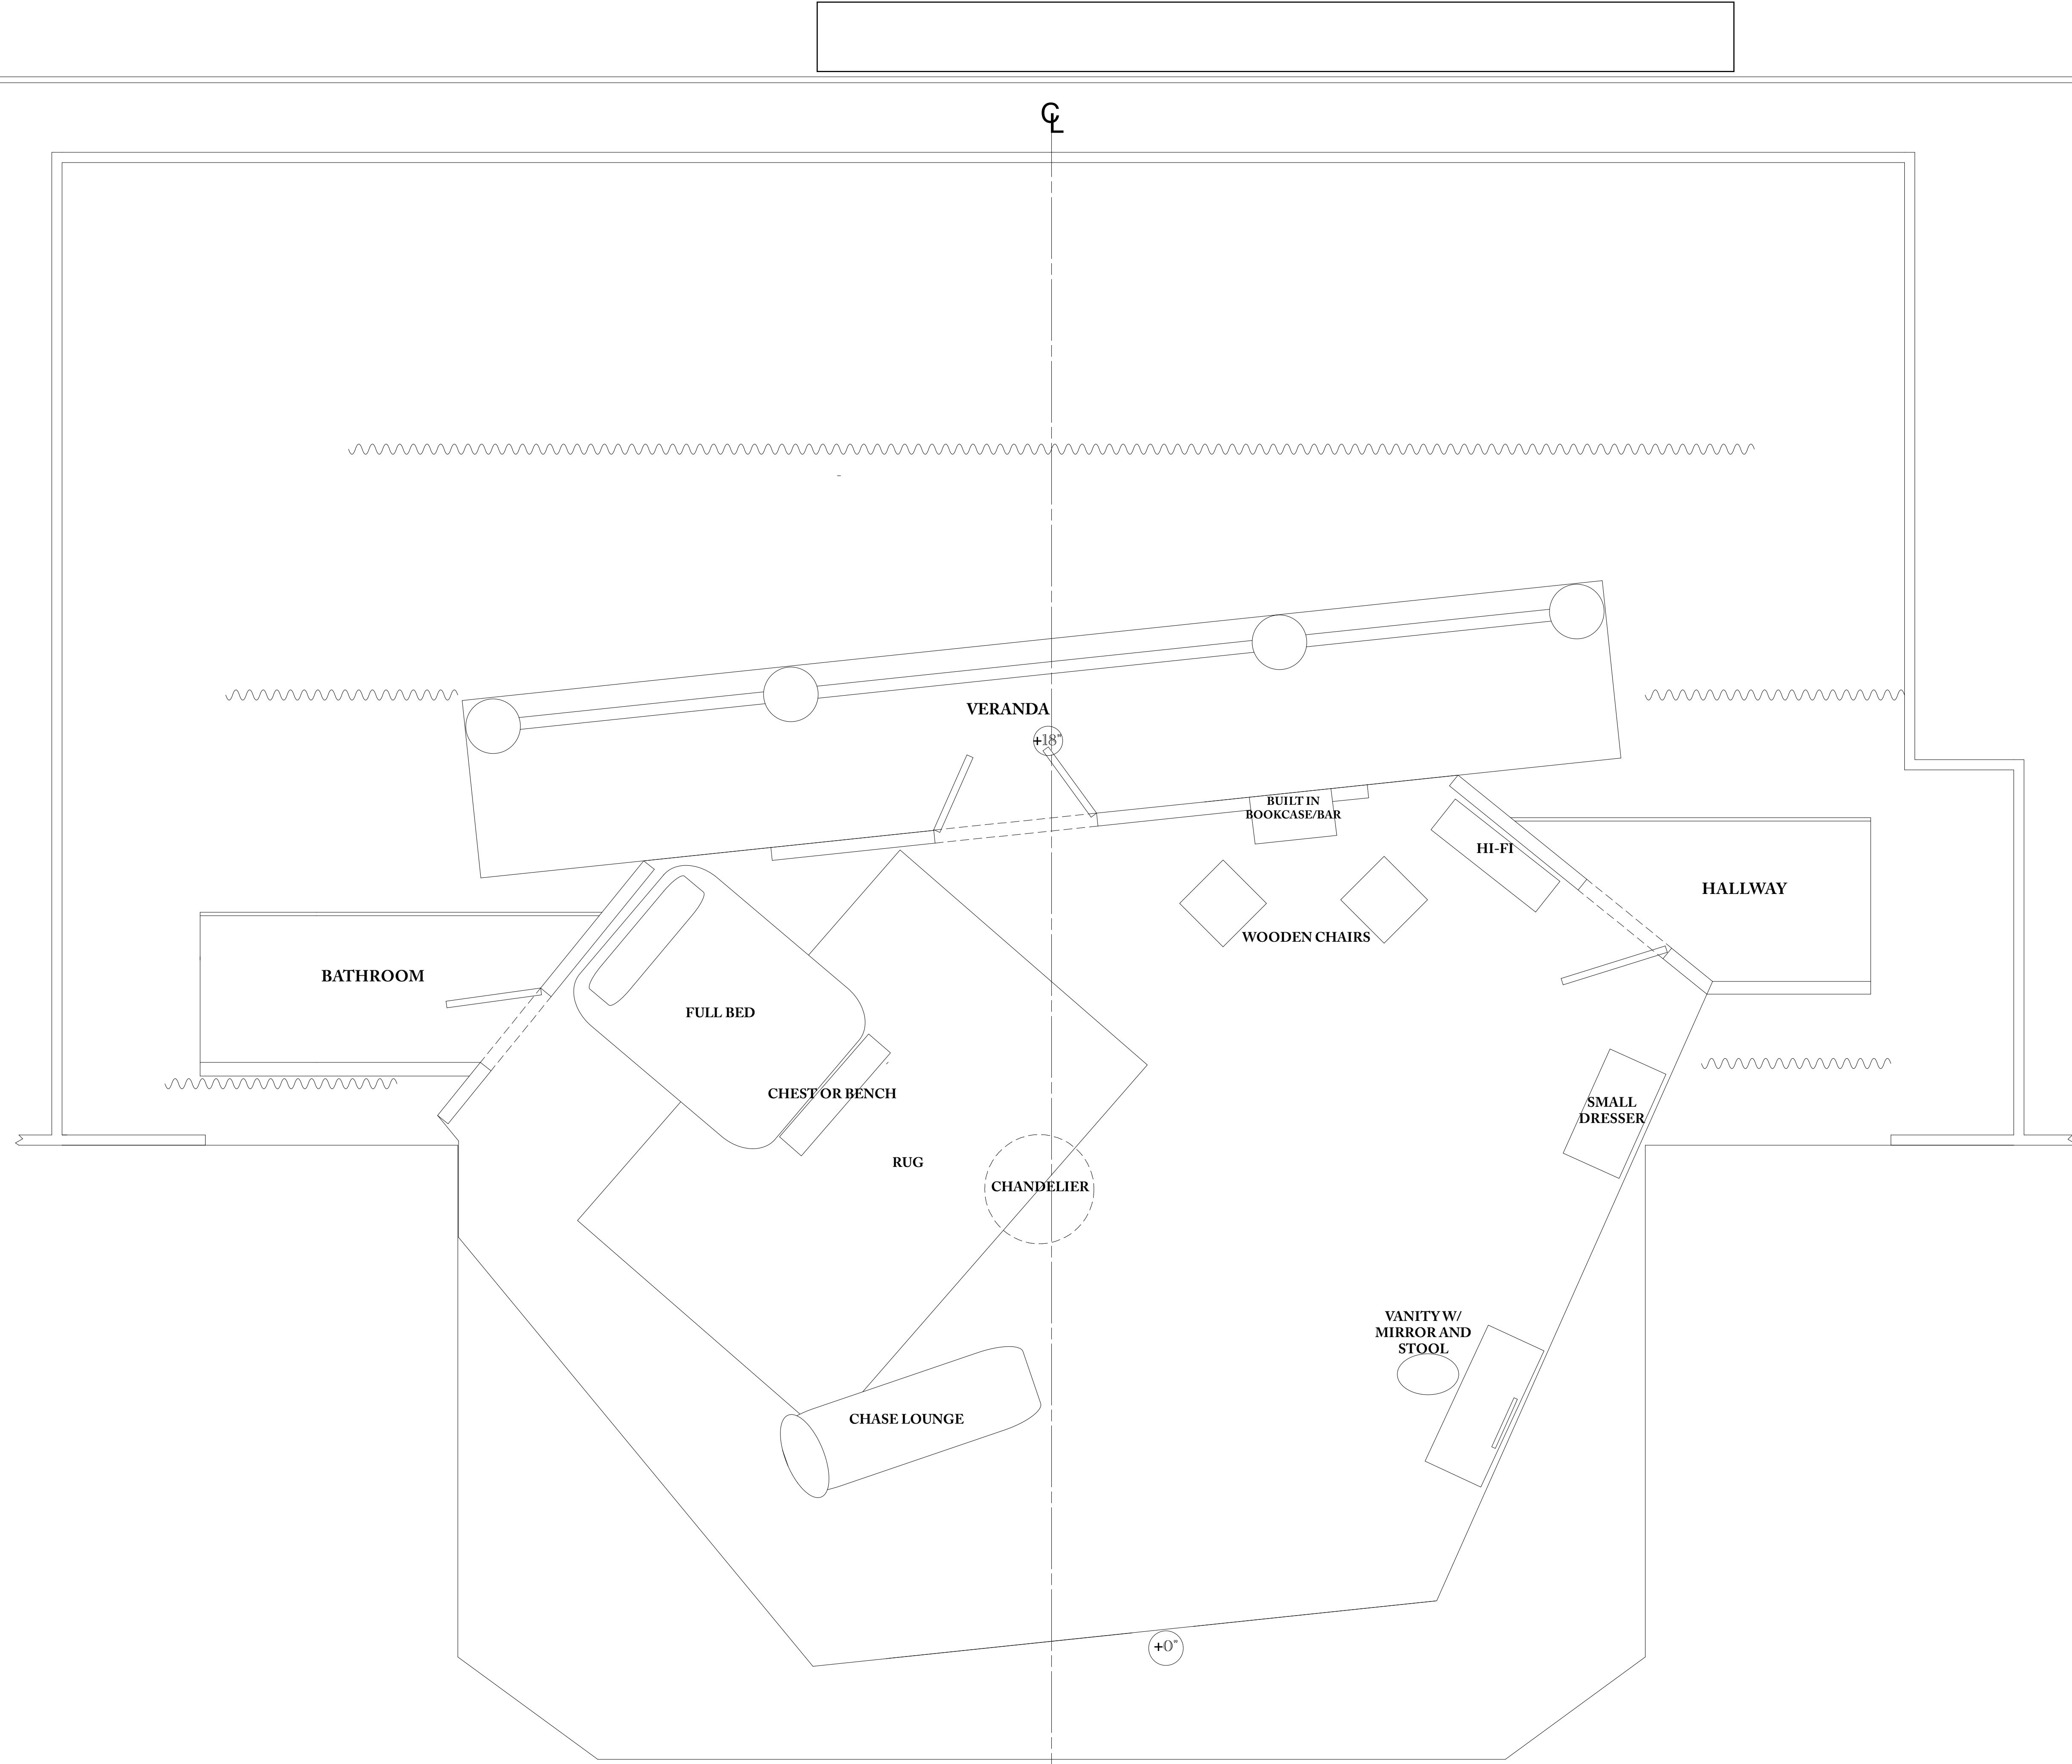 CL
VERANDA
+18"
BUILT IN
BOOKCASE/BAR
HI-FI
HALLWAY
WOODEN CHAIRS
BATHROOM
FULL BED
CHEST OR BENCH
SMALL
DRESSER
RUG
CHANDELIER
VANITY W/
MIRROR AND
STOOL
CHASE LOUNGE
+0"